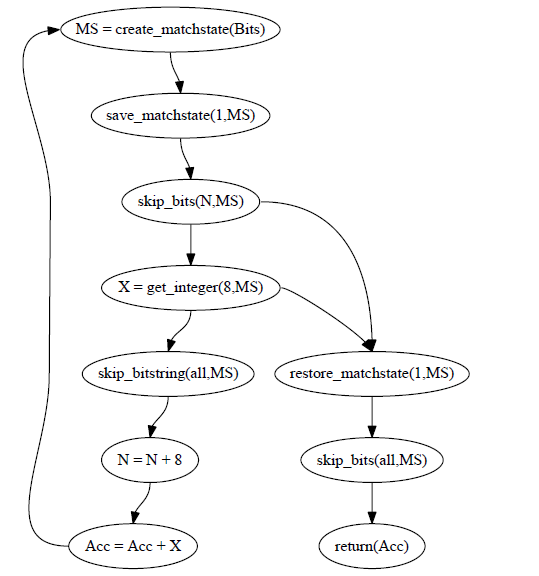 MS = create_matchstate(Bits)
save_matchstate(1,MS)
skip_bits(N,MS)
X = get_integer(8,MS)
skip_bitstring(all,MS)
restore_matchstate(1,MS)
N = N + 8
skip_bits(all,MS)
Acc = Acc + X
return(Acc)